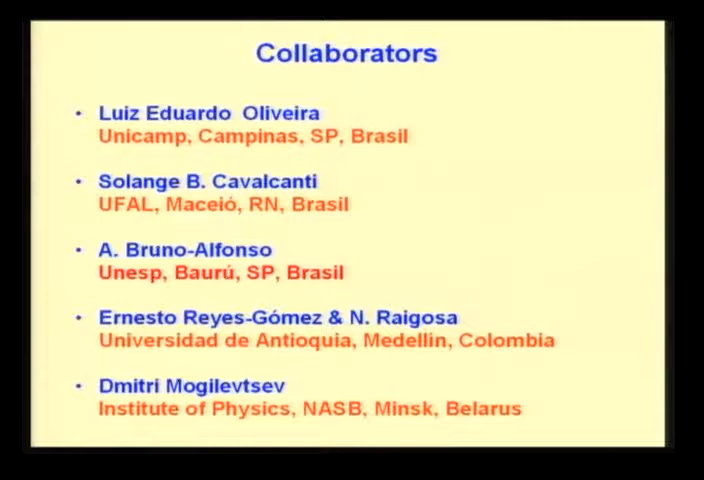 Collaborators
• Luiz Eduardo Oliveira
Unicamp, Campinas, SP, Brasil
• Solange B. Cavalcanti
UFAL, Maceió, RN, Brasil
• A. Bruno-Alfonso
Unesp, Baurú, SP, Brasil
• Ernesto Reyes-Gómez & N. Raigosa
Universidad de Antioquia, Medellín, Colombia
• Dmitri Mogilevtsev
Institute of Physics, NASB, Minsk, Belarus